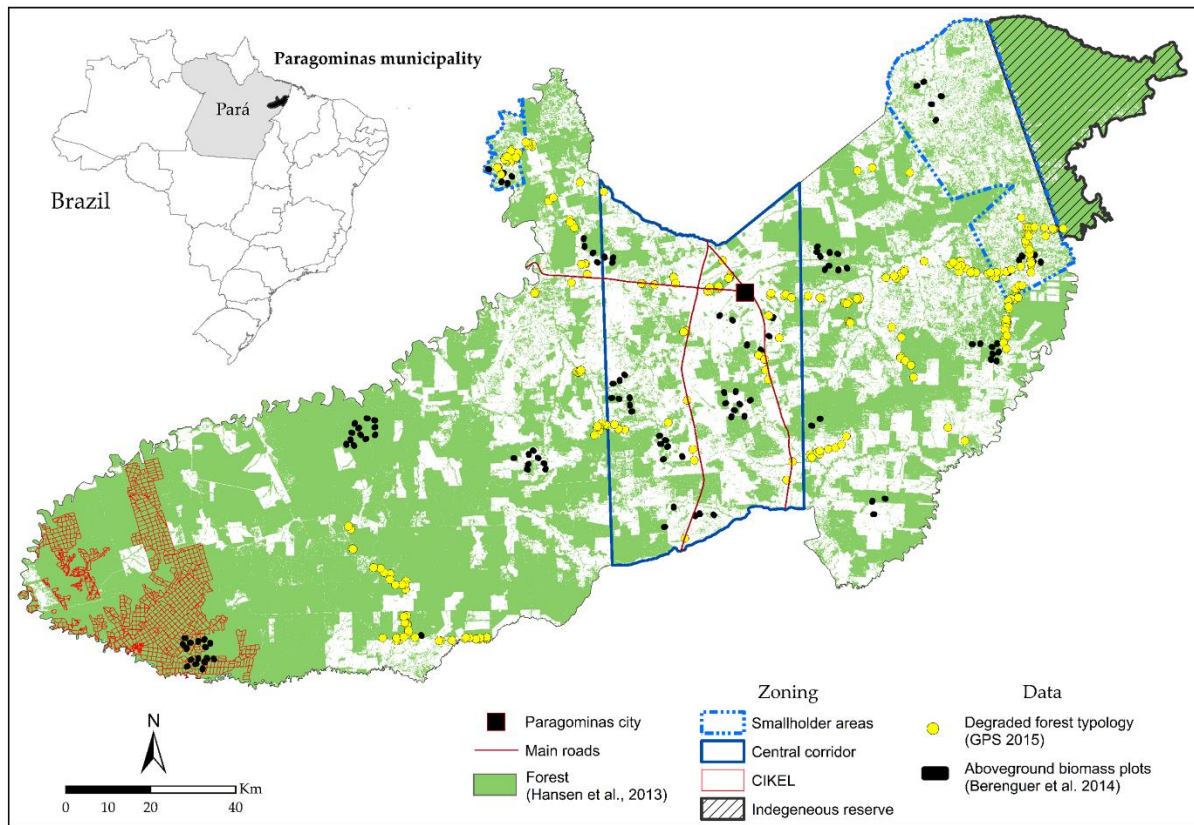 Paragominas municipality
Pará
Brazil
N
Km
0 10 20 40
Paragominas city
Main roads
Forest
(Hansen et al., 2013)
Zoning
Smallholder areas
Central corridor
CIKEL
Indegeneous reserve
Data
Degraded forest typology
(GPS 2015)
Aboveground biomass plots
(Berenguer et al. 2014)